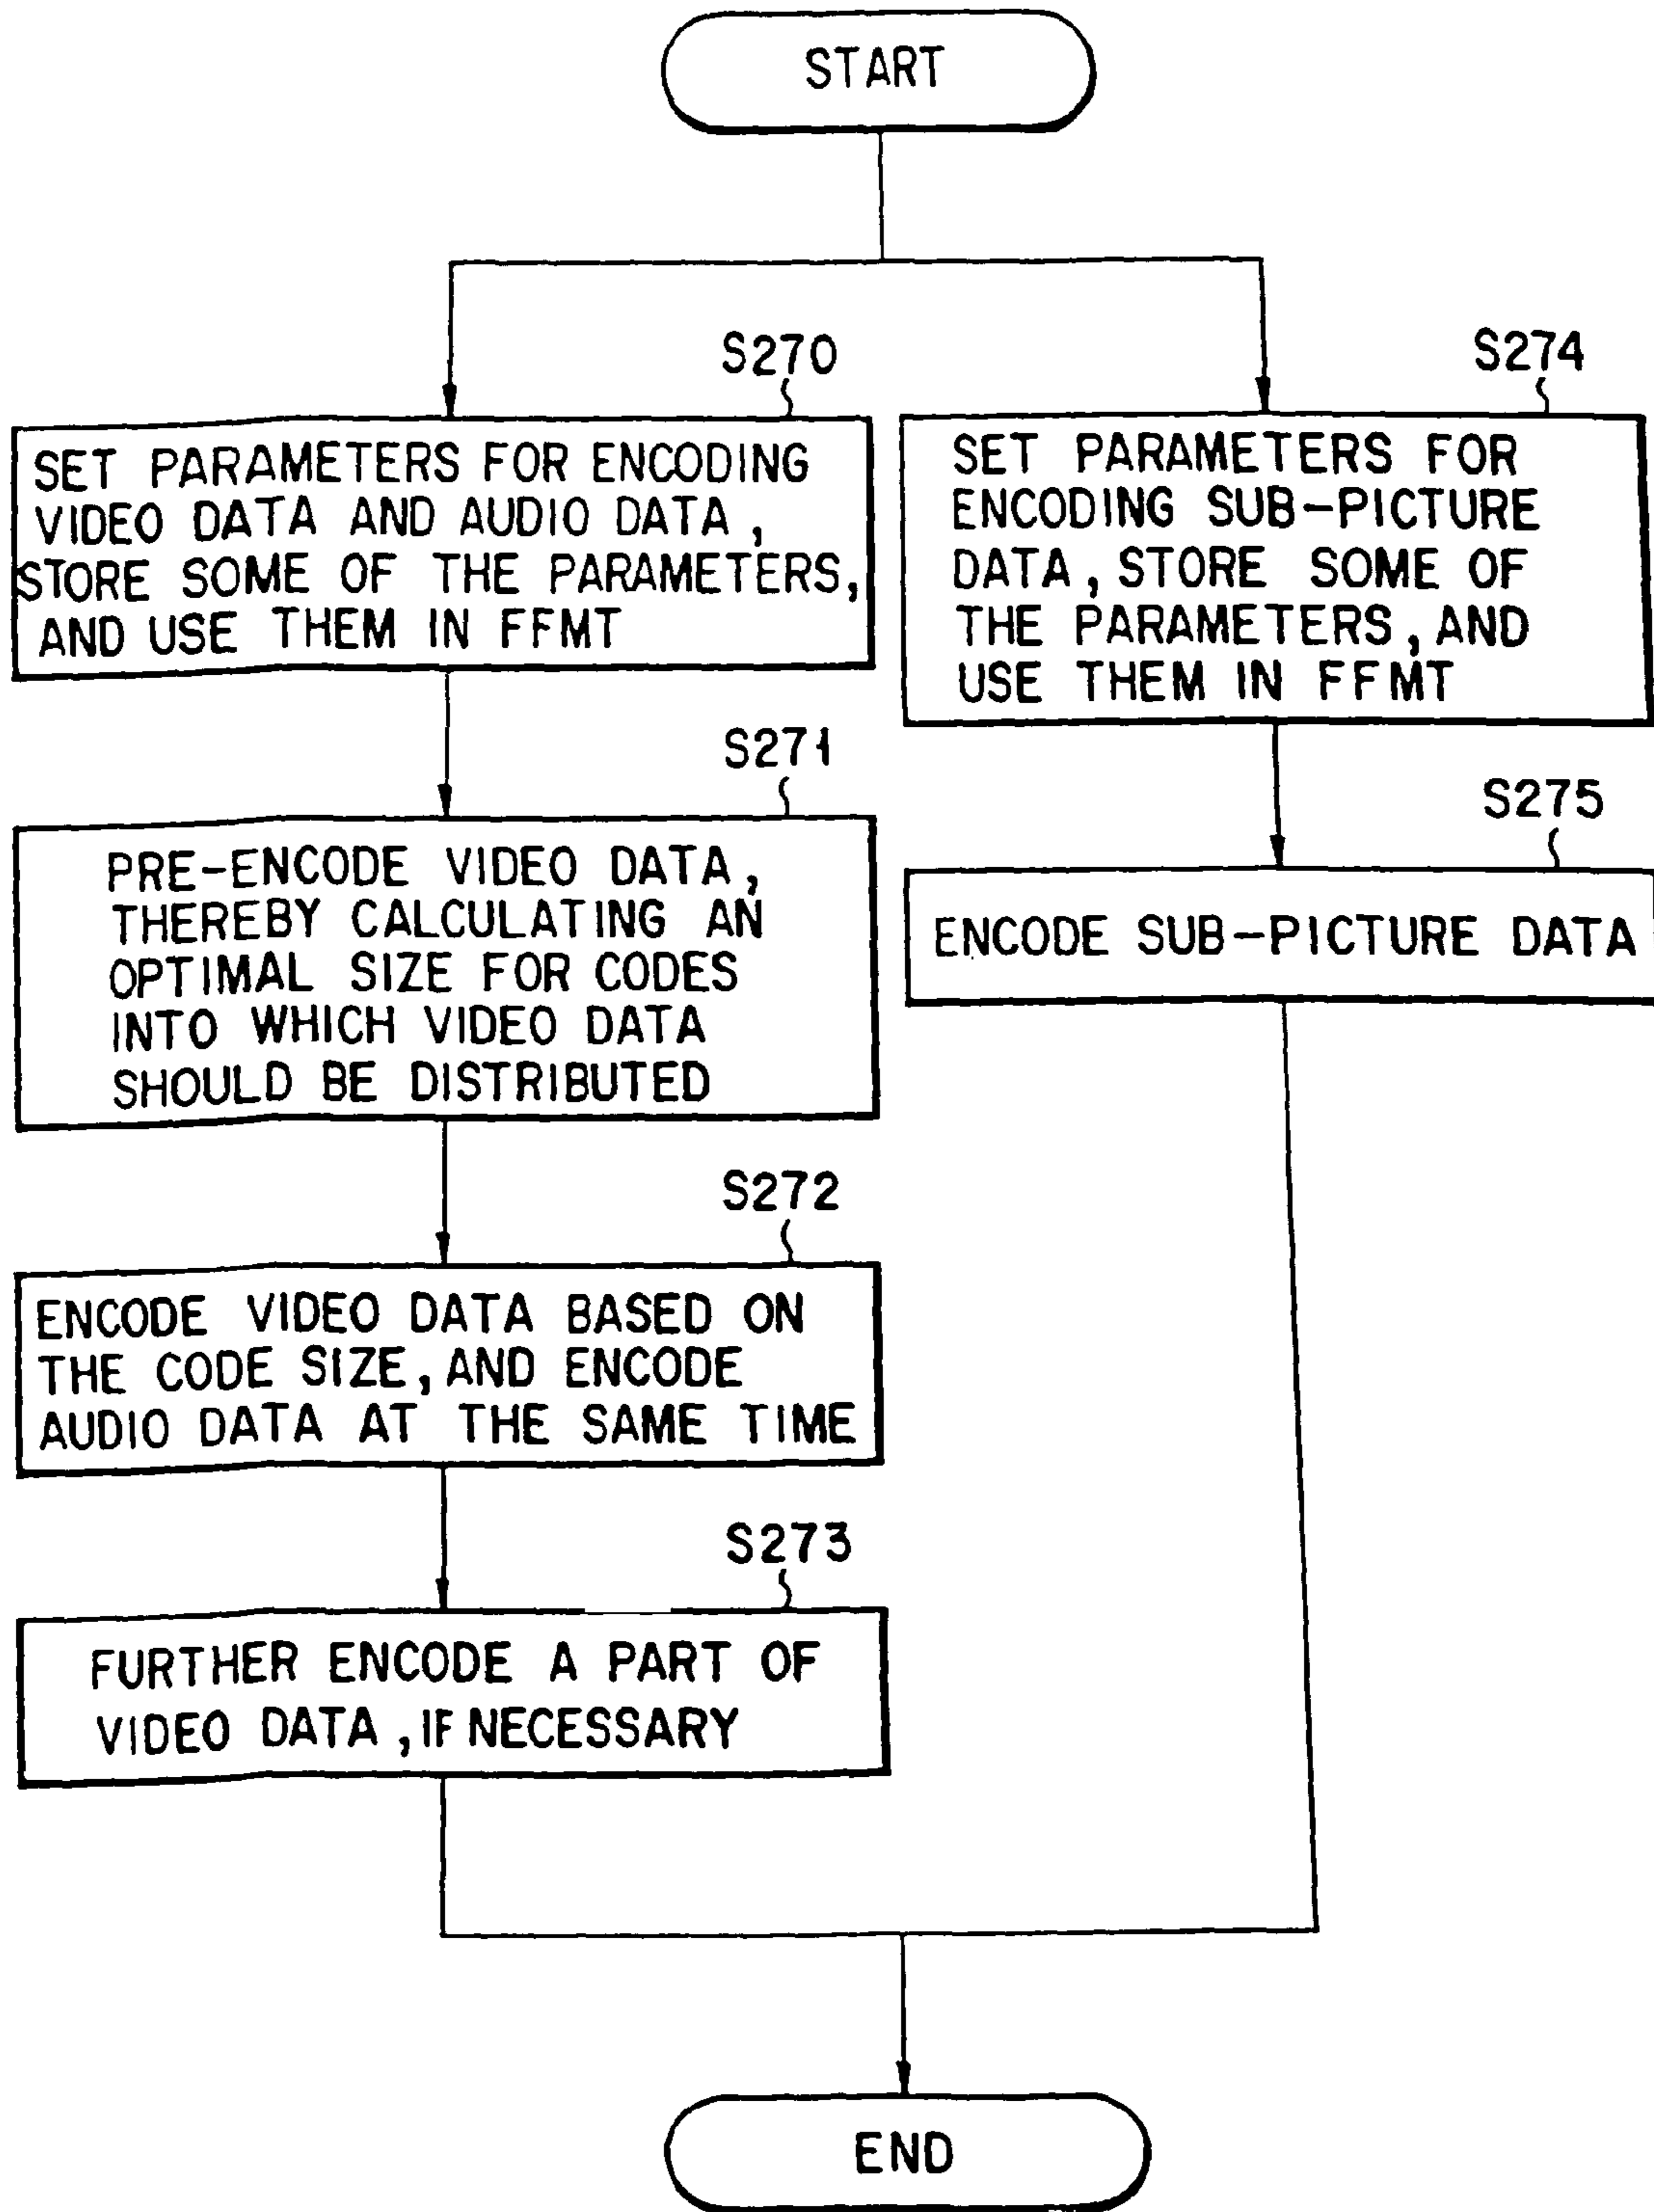 START
S270
SET PARAMETERS FOR ENCODING
VIDEO DATA AND AUDIO DATA,
STORE SOME OF THE PARAMETERS,
AND USE THEM IN FFMT
S271
PRE-ENCODE VIDEO DATA,
THEREBY CALCULATING AN
OPTIMAL SIZE FOR CODES
INTO WHICH VIDEO DATA
SHOULD BE DISTRIBUTED
S272
ENCODE VIDEO DATA BASED ON
THE CODE SIZE, AND ENCODE
AUDIO DATA AT THE SAME TIME
S273
FURTHER ENCODE A PART OF
VIDEO DATA, IF NECESSARY
S274
SET PARAMETERS FOR
ENCODING SUB-PICTURE
DATA, STORE SOME OF
THE PARAMETERS, AND
USE THEM IN FFMT
S275
ENCODE SUB-PICTURE DATA
END